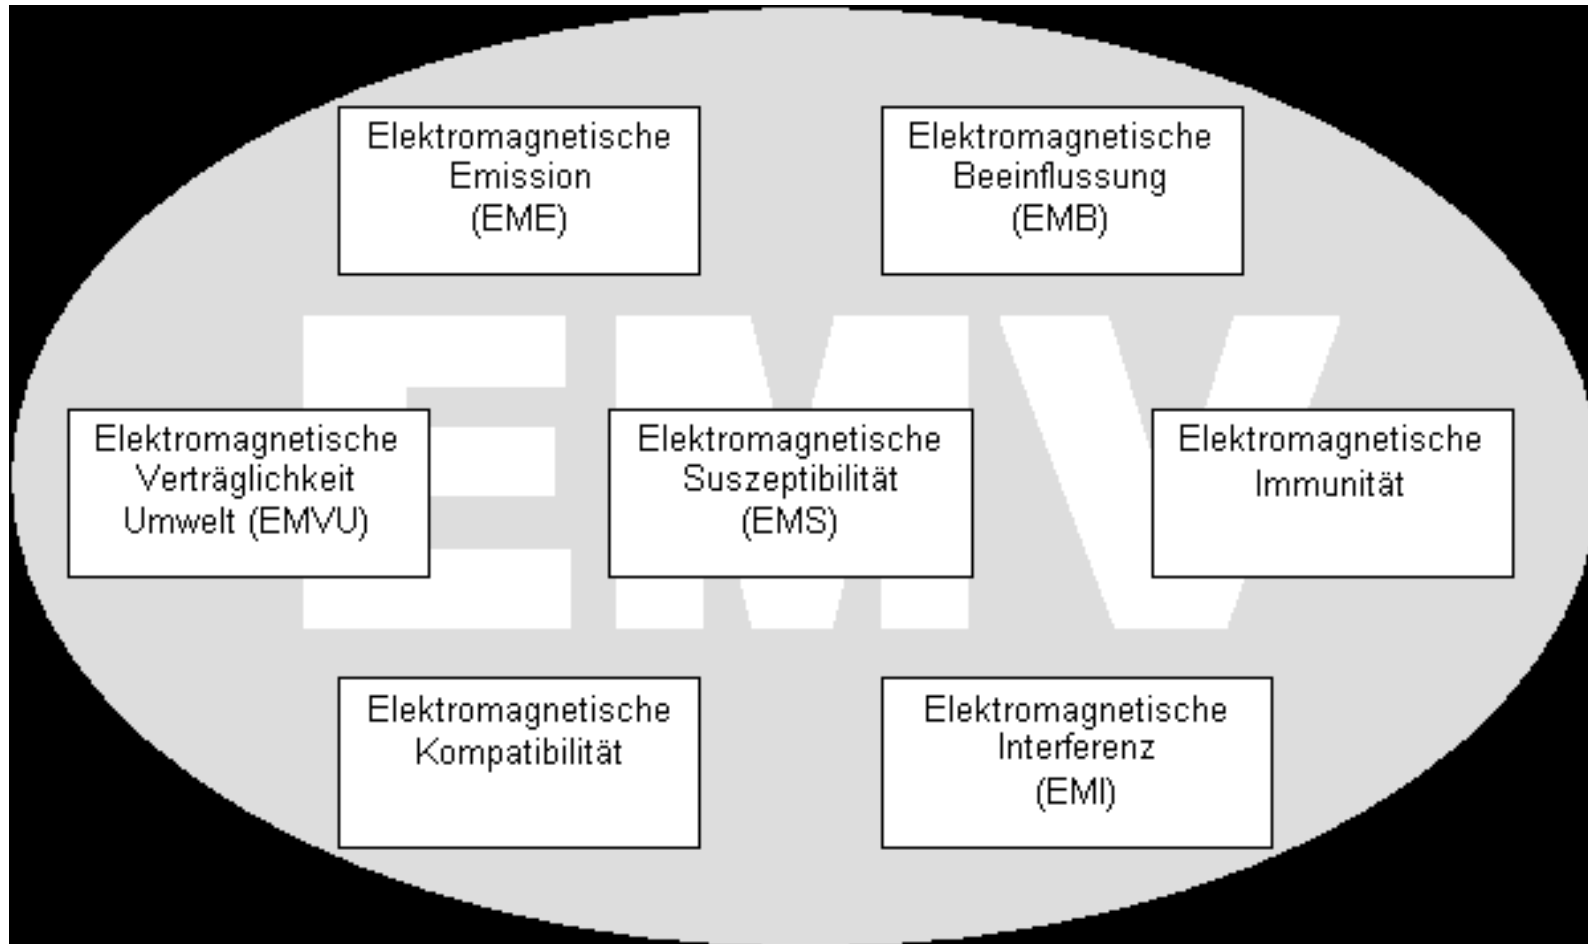 Elektromagnetische
Emission
(EME)
Elektromagnetische
Beeinflussung
(EMB)
EMV
Elektromagnetische
Verträglichkeit
Umwelt (EMVU)
Elektromagnetische
Suszeptibilität
(EMS)
Elektromagnetische
Immunität
Elektromagnetische
Kompatibilität
Elektromagnetische
Interferenz
(EMI)